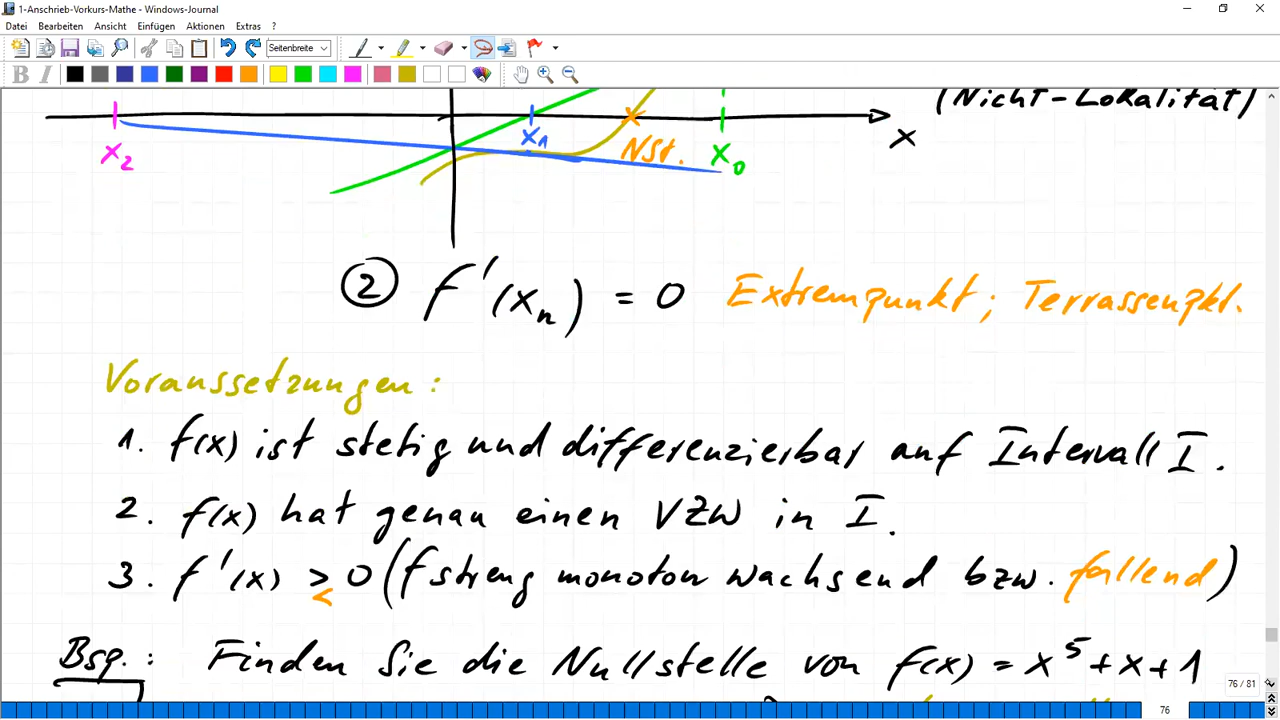 1-Anschrieb-Vorkurs-Mathe - Windows-Journal
Datei Bearbeiten Ansicht Einfügen Aktionen Extras ?
Seitenbreite
B I
(Nicht-Lokalität)
x₂ x₁ NSt. x₀ x
② f'(xₙ) = 0 Extrempunkt; Terrassenpkt.
Voraussetzungen:
1. f(x) ist stetig und differenzierbar auf Intervall I.
2. f(x) hat genau einen VZW in I.
3. f'(x) > 0 (f streng monoton wachsend bzw. fallend)
<
Bsp.: Finden Sie die Nullstelle von f(x) = x⁵ + x + 1
76 / 81
76